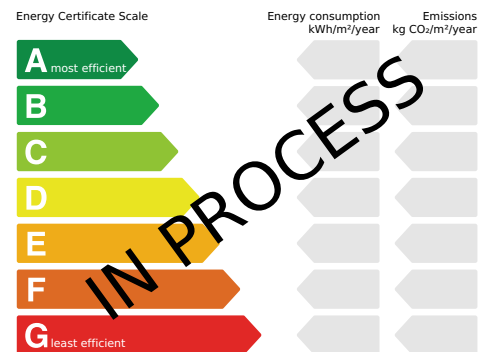 Energy Certificate Scale
Energy consumption
kWh/m²/year
Emissions
kg CO₂/m²/year
A most efficient
B
C
D
E
F
G least efficient
IN PROCESS